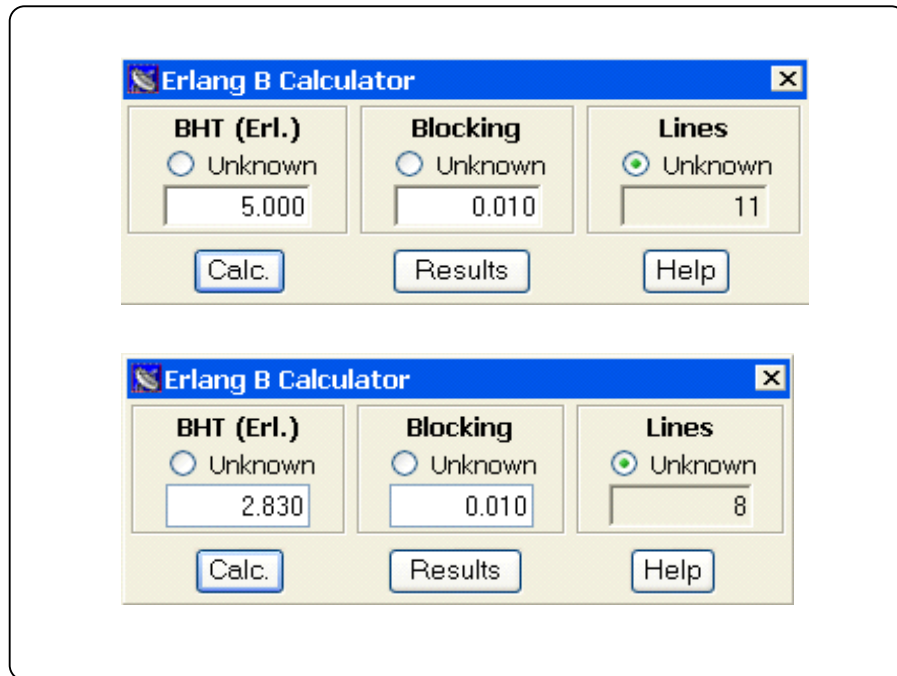 Erlang B Calculator
BHT (Erl.) Blocking Lines
Unknown Unknown Unknown
5.000 0.010 11
Calc. Results Help
Erlang B Calculator
BHT (Erl.) Blocking Lines
Unknown Unknown Unknown
2.830 0.010 8
Calc. Results Help